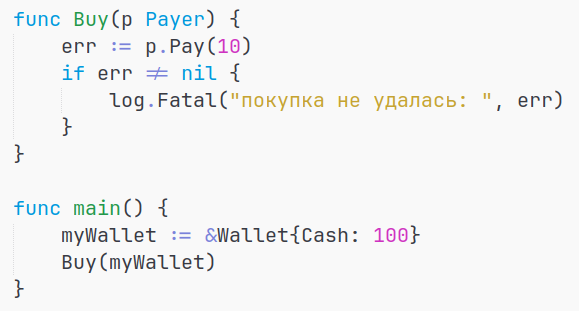 func Buy(p Payer) {
    err := p.Pay(10)
    if err != nil {
        log.Fatal("покупка не удалась: ", err)
    }
}

func main() {
    myWallet := &Wallet{Cash: 100}
    Buy(myWallet)
}